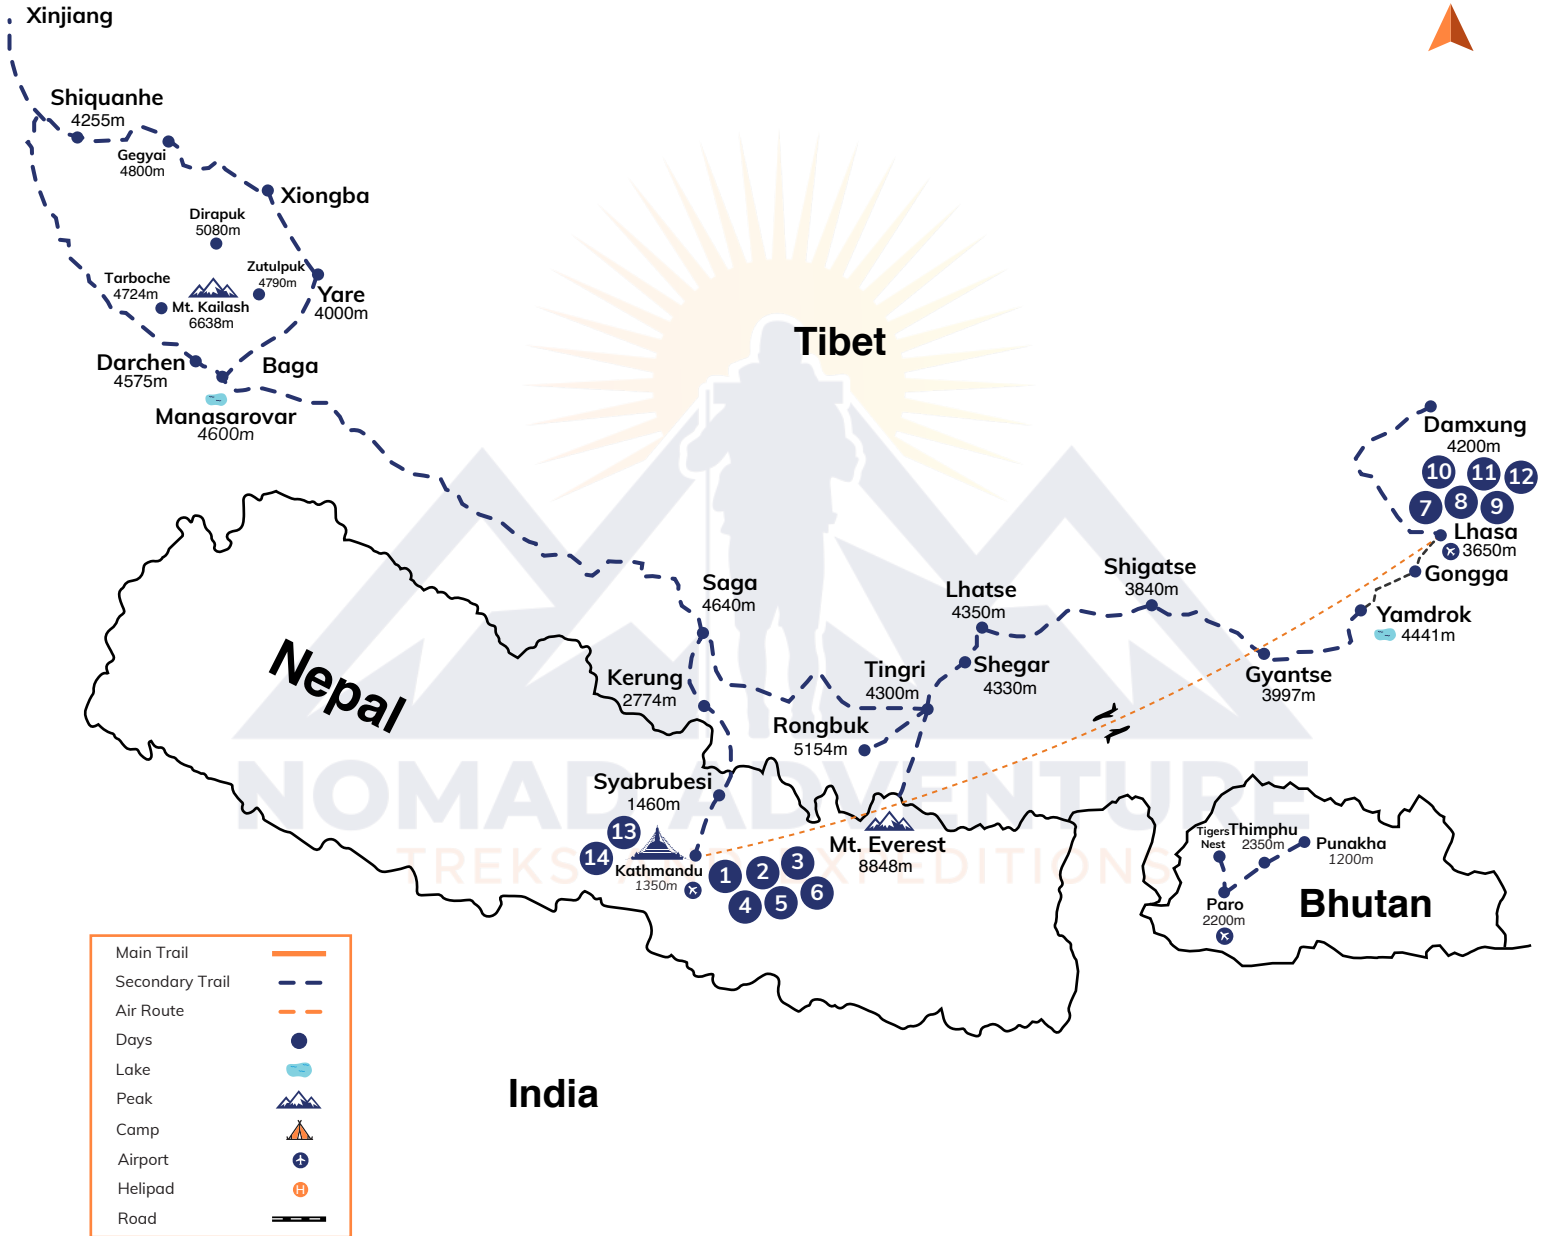 Xinjiang
Shiquanhe
4255m
Gegyai
4800m
Xiongba
Dirapuk
5080m
Zutulpuk
4790m
Tarboche
4724m
Mt. Kailash
6638m
Yare
4000m
Darchen
4575m
Baga
Manasarovar
4600m
Tibet
Damxung
4200m
10 11 12
7 8 9
Lhasa
3650m
Gongga
Yamdrok
4441m
Shigatse
3840m
Lhatse
4350m
Saga
4640m
Shegar
4330m
Tingri
4300m
Gyantse
3997m
Kerung
2774m
Rongbuk
5154m
Nepal
NOMAD ADVENTURE
TREKS AND EXPEDITIONS
Syabrubesi
1460m
13
14
Kathmandu
1350m
1 2 3
4 5 6
Mt. Everest
8848m
Tigers
Nest
Thimphu
2350m
Punakha
1200m
Paro
2200m
Bhutan
India
Main Trail
Secondary Trail
Air Route
Days
Lake
Peak
Camp
Airport
Helipad
H
Road